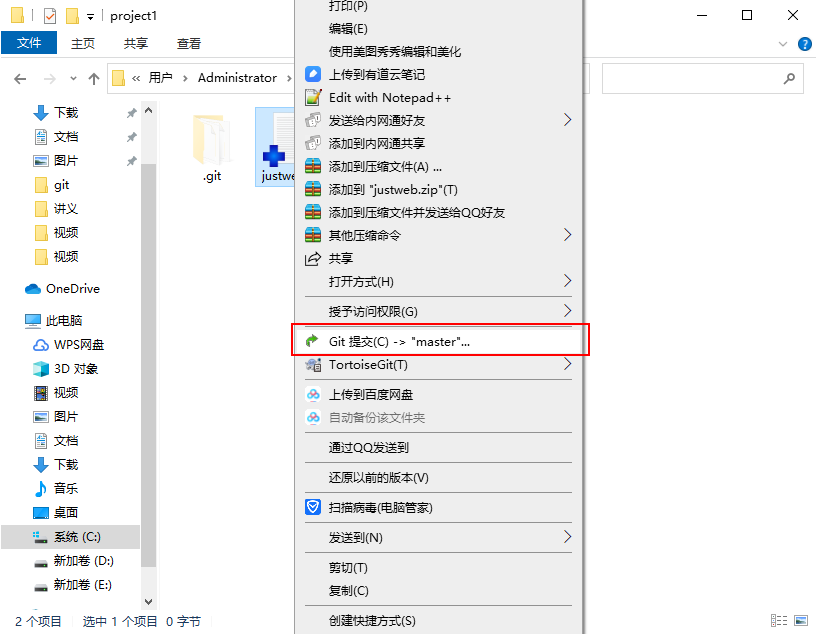 project1
文件 主页 共享 查看
« 用户 › Administrator ›
下载
文档
图片
git
讲义
视频
视频
OneDrive
此电脑
WPS网盘
3D 对象
视频
图片
文档
下载
音乐
桌面
系统 (C:)
新加卷 (D:)
新加卷 (E:)
.git
justwe
打印(P)
编辑(E)
使用美图秀秀编辑和美化
上传到有道云笔记
Edit with Notepad++
发送给内网通好友
添加到内网通共享
添加到压缩文件(A) ...
添加到 "justweb.zip"(T)
添加到压缩文件并发送给QQ好友
其他压缩命令
共享
打开方式(H)
授予访问权限(G)
Git 提交(C) -> "master"...
TortoiseGit(T)
上传到百度网盘
自动备份该文件夹
通过QQ发送到
还原以前的版本(V)
扫描病毒(电脑管家)
发送到(N)
剪切(T)
复制(C)
创建快捷方式(S)
2 个项目 选中 1 个项目 0 字节